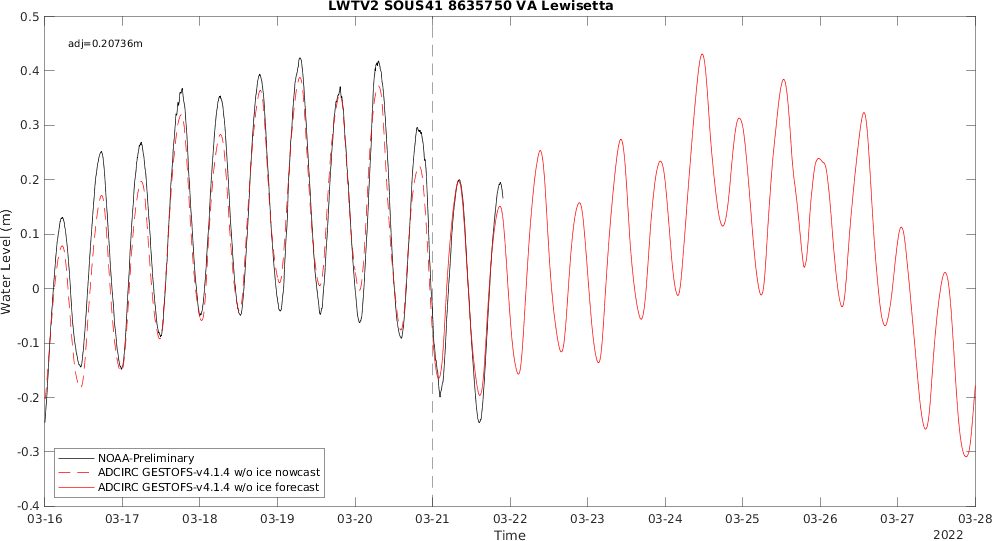 LWTV2 SOUS41 8635750 VA Lewisetta
adj=0.20736m
0.5
0.4
0.3
0.2
0.1
0
-0.1
-0.2
-0.3
-0.4
Water Level (m)
NOAA-Preliminary
ADCIRC GESTOFS-v4.1.4 w/o ice nowcast
ADCIRC GESTOFS-v4.1.4 w/o ice forecast
03-16 03-17 03-18 03-19 03-20 03-21 03-22 03-23 03-24 03-25 03-26 03-27 03-28
Time
2022